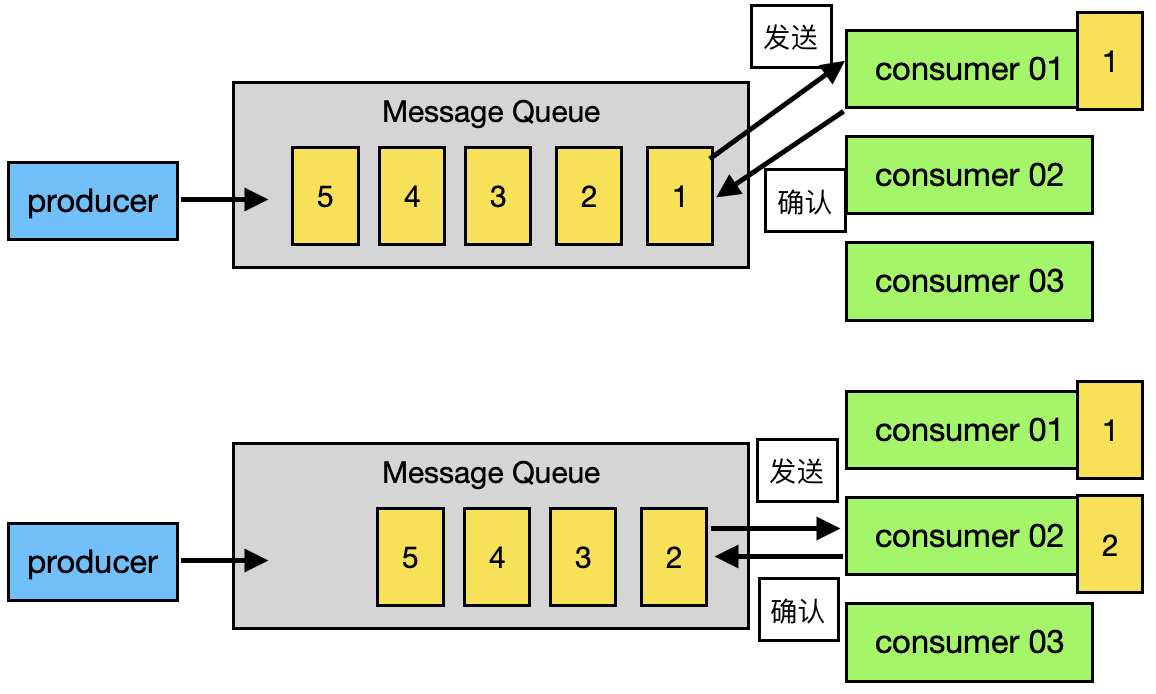 发送
consumer 01
1
Message Queue
producer
5
4
3
2
1
确认
consumer 02
consumer 03
consumer 01
1
Message Queue
发送
producer
5
4
3
2
consumer 02
2
确认
consumer 03